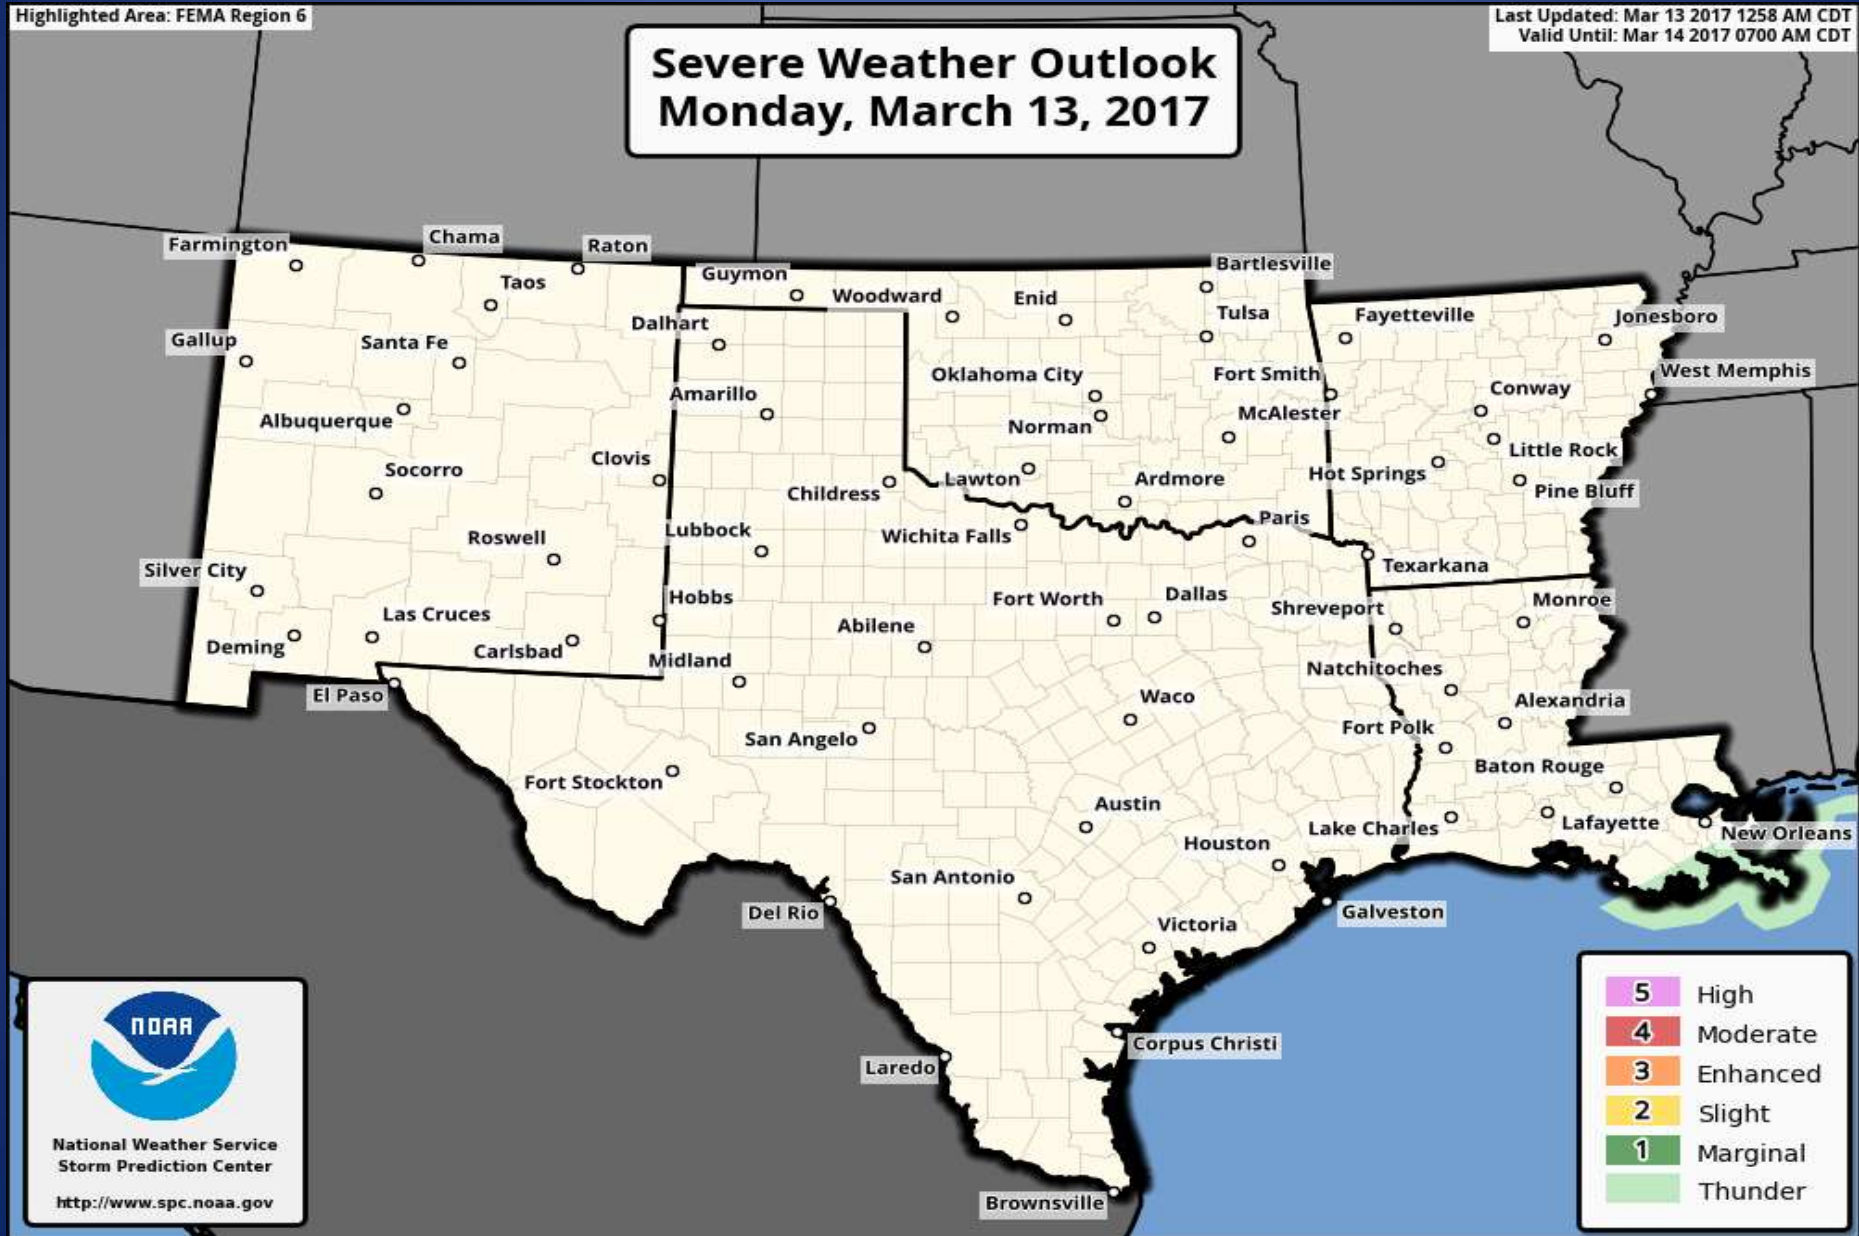 Highlighted Area: FEMA Region 6
Last Updated: Mar 13 2017 1258 AM CDT
Valid Until: Mar 14 2017 0700 AM CDT
Severe Weather Outlook
Monday, March 13, 2017
Farmington
Chama
Raton
Taos
Guymon
Woodward
Enid
Bartlesville
Tulsa
Dalhart
Fayetteville
Jonesboro
Gallup
Santa Fe
Oklahoma City
Fort Smith
West Memphis
Amarillo
Conway
Albuquerque
Norman
McAlester
Little Rock
Socorro
Clovis
Childress
Lawton
Ardmore
Hot Springs
Pine Bluff
Roswell
Lubbock
Wichita Falls
Paris
Silver City
Texarkana
Las Cruces
Hobbs
Fort Worth
Dallas
Shreveport
Monroe
Deming
Carlsbad
Abilene
Midland
Natchitoches
El Paso
Waco
Alexandria
San Angelo
Fort Polk
Fort Stockton
Baton Rouge
Austin
Lake Charles
Lafayette
New Orleans
Houston
San Antonio
Del Rio
Galveston
Victoria
Corpus Christi
Laredo
Brownsville
NOAA
National Weather Service
Storm Prediction Center
http://www.spc.noaa.gov
5 High
4 Moderate
3 Enhanced
2 Slight
1 Marginal
Thunder